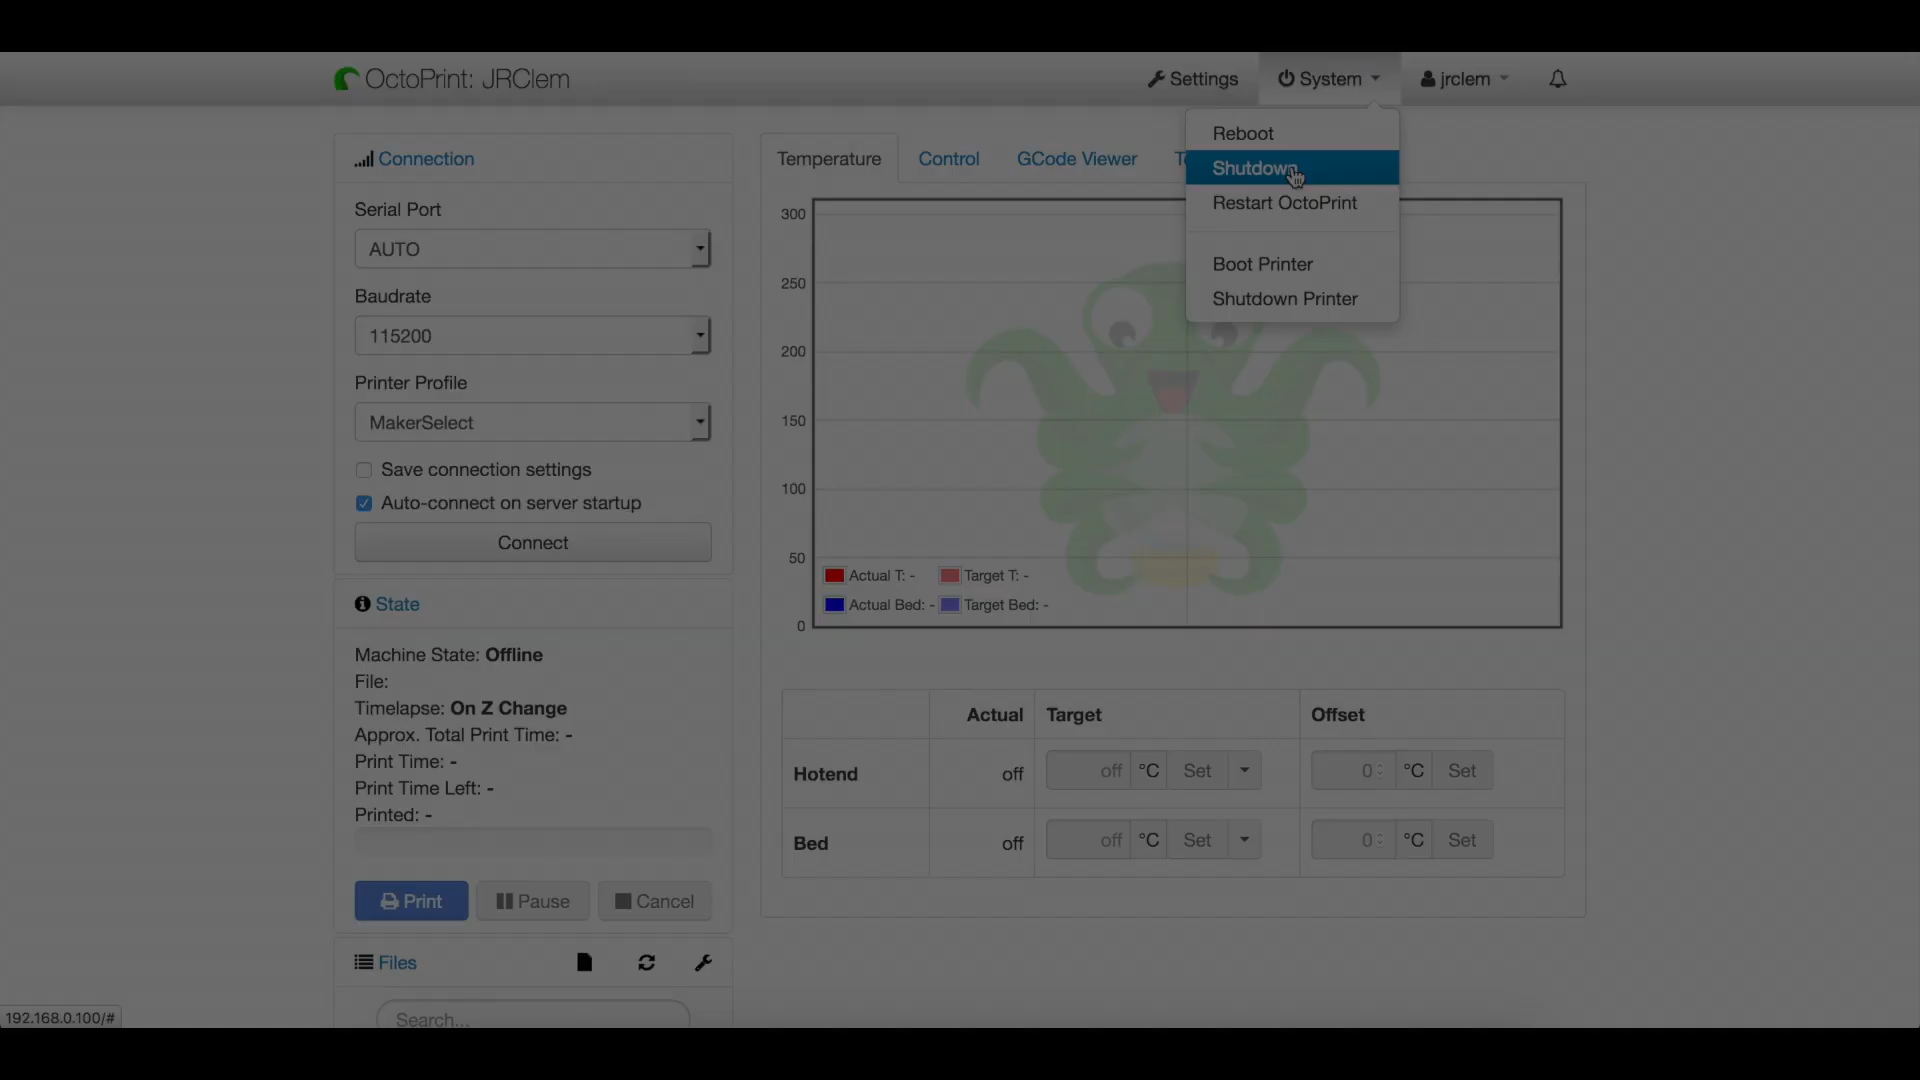 OctoPrint: JRClem
Settings
System
jrclem
Reboot
Shutdown
Restart OctoPrint
Boot Printer
Shutdown Printer
Connection
Serial Port
AUTO
Baudrate
115200
Printer Profile
MakerSelect
Save connection settings
Auto-connect on server startup
Connect
State
Machine State: Offline
File:
Timelapse: On Z Change
Approx. Total Print Time: -
Print Time: -
Print Time Left: -
Printed: -
Print
Pause
Cancel
Files
Search...
Temperature
Control
GCode Viewer
300
250
200
150
100
50
0
Actual T: -
Target T: -
Actual Bed: -
Target Bed: -
Actual
Target
Offset
Hotend
off
off °C Set
0 °C Set
Bed
off
off °C Set
0 °C Set
192.168.0.100/#